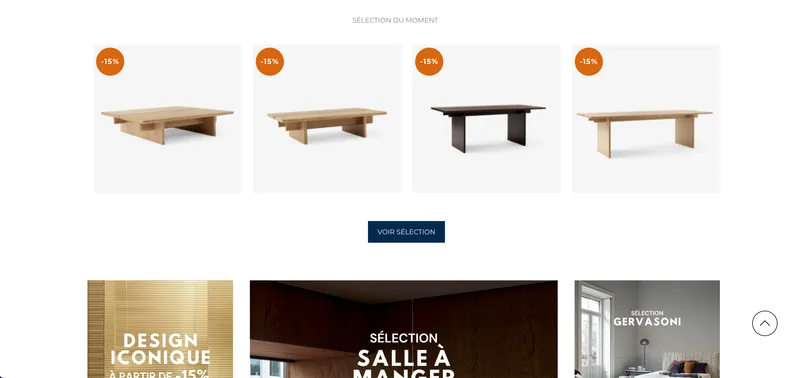 SÉLECTION DU MOMENT
-15%
-15%
-15%
-15%
VOIR SÉLECTION
DESIGN
ICONIQUE
À PARTIR DE -15%
SÉLECTION
SALLE À
MANGER
SÉLECTION
GERVASONI